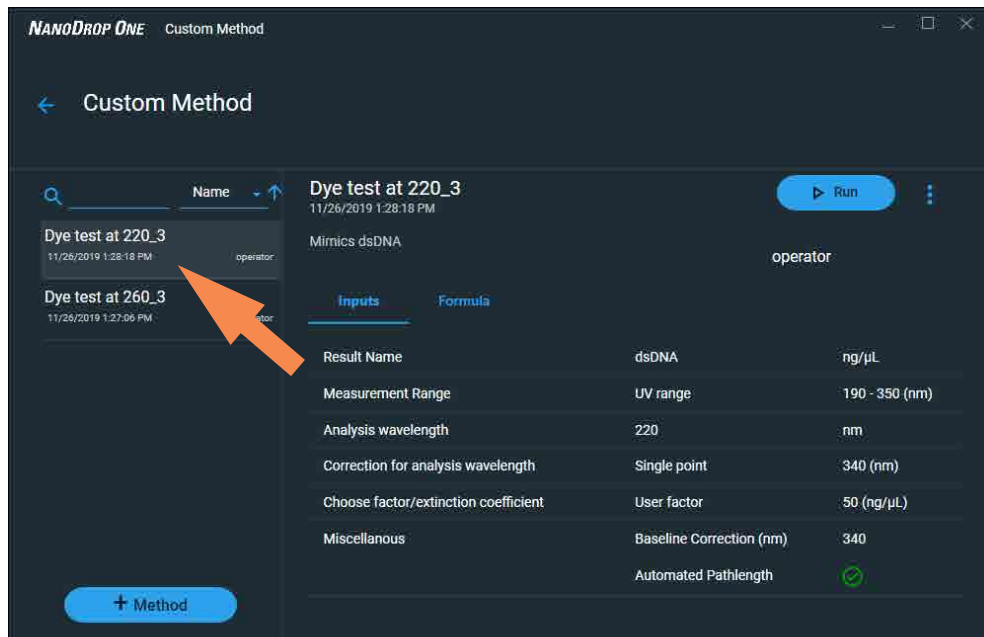 NANODROP ONE Custom Method
Custom Method
Name
Dye test at 220_3
11/26/2019 1:28:18 PM operator
Dye test at 260_3
11/26/2019 1:27:06 PM
+ Method
Dye test at 220_3
11/26/2019 1:28:18 PM
Run
Mimics dsDNA
operator
Inputs Formula
Result Name dsDNA ng/µL
Measurement Range UV range 190 - 350 (nm)
Analysis wavelength 220 nm
Correction for analysis wavelength Single point 340 (nm)
Choose factor/extinction coefficient User factor 50 (ng/µL)
Miscellanous Baseline Correction (nm) 340
Automated Pathlength